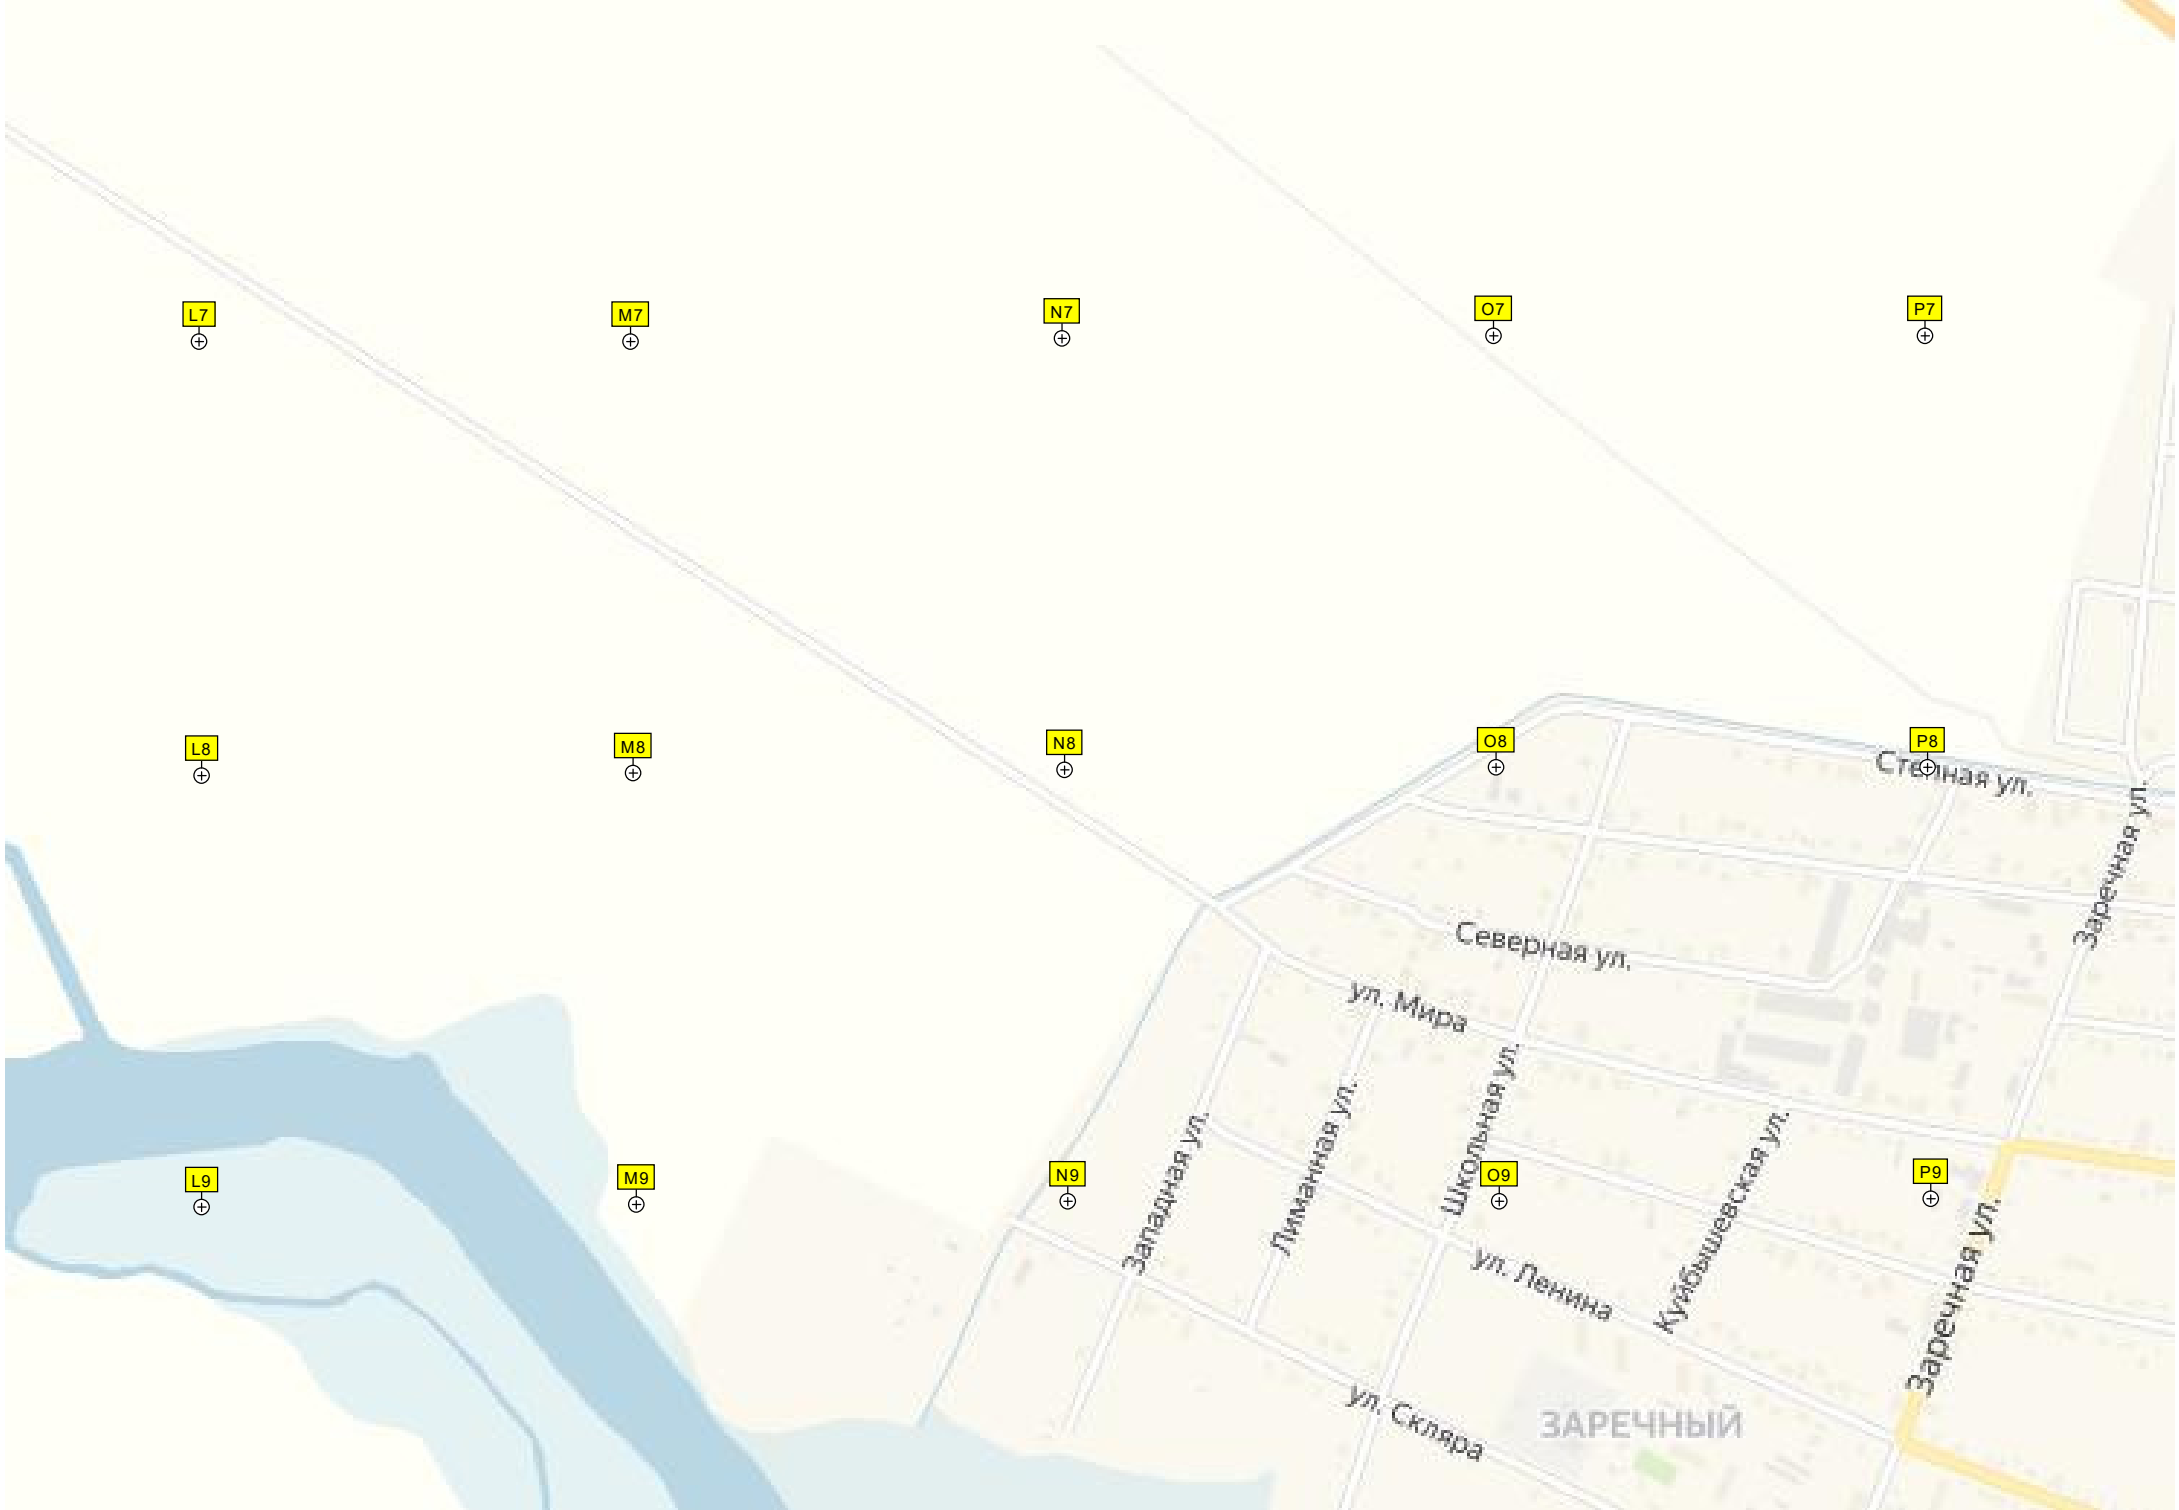 L7
M7
N7
O7
P7
L8
M8
N8
O8
P8
Степная ул.
Заречная ул.
Северная ул.
ул. Мира
Школьная ул.
Лиманная ул.
Западная ул.
Куйбышевская ул.
L9
M9
N9
O9
P9
Заречная ул.
ул. Ленина
ул. Скляра
ЗАРЕЧНЫЙ